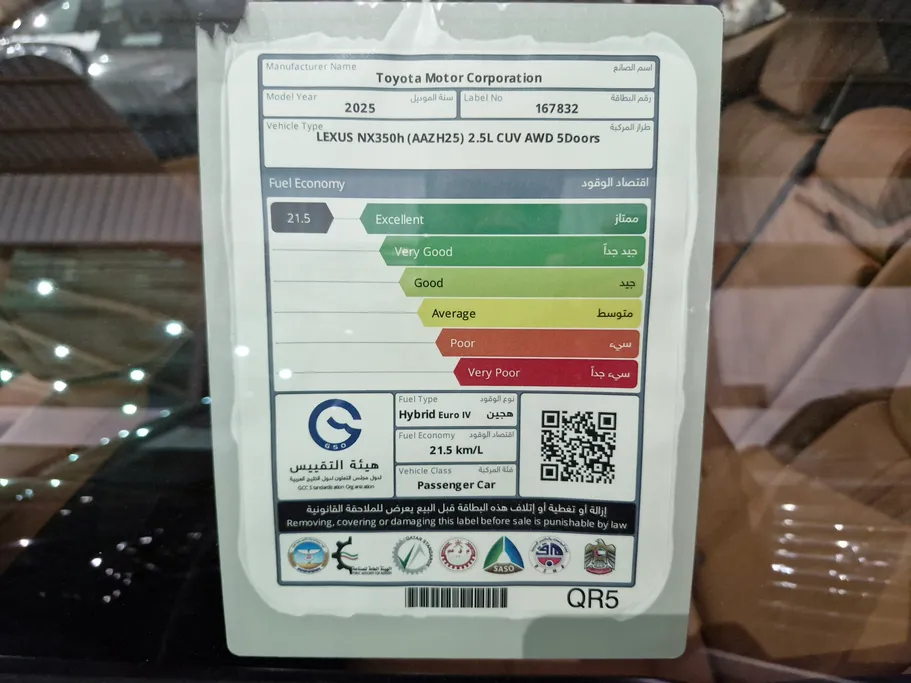 Manufacturer Name اسم الصانع
Toyota Motor Corporation
Model Year سنة الموديل
2025
Label No رقم البطاقة
167832
Vehicle Type طراز المركبة
LEXUS NX350h (AAZH25) 2.5L CUV AWD 5Doors
Fuel Economy اقتصاد الوقود
21.5 Excellent ممتاز
Very Good جيد جداً
Good جيد
Average متوسط
Poor سيء
Very Poor سيء جداً
GSO
هيئة التقييس
لدول مجلس التعاون لدول الخليج العربية
GCC Standardization Organization
Fuel Type نوع الوقود
Hybrid Euro IV هجين
Fuel Economy اقتصاد الوقود
21.5 km/L
Vehicle Class فئة المركبة
Passenger Car
إزالة أو تغطية أو إتلاف هذه البطاقة قبل البيع يعرض للملاحقة القانونية
Removing, covering or damaging this label before sale is punishable by law
QATAR STANDARD
SASO
QR5